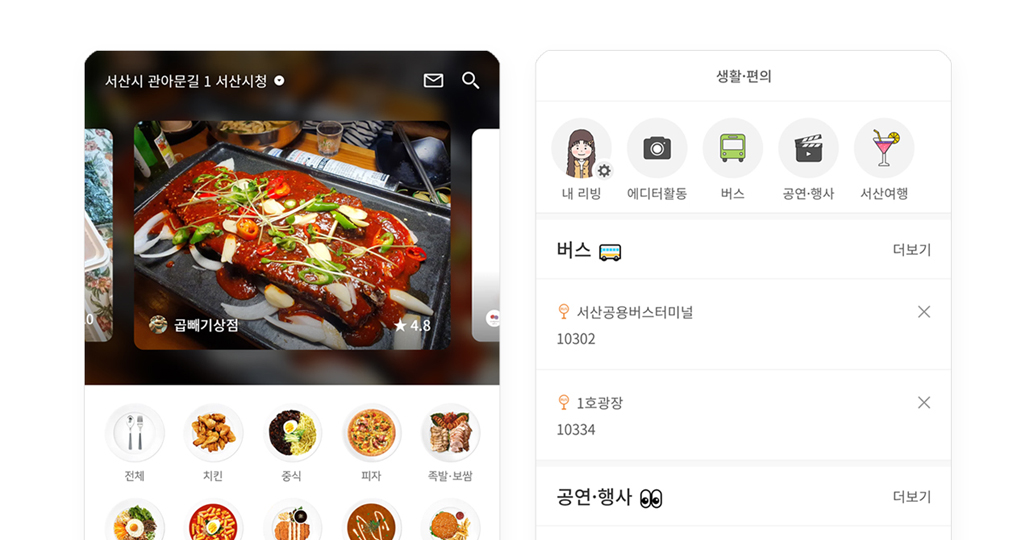 서산시 관아문길 1 서산시청
.0
곱빼기상점
★ 4.8
전체
치킨
중식
피자
족발·보쌈
생활·편의
내 리빙
에디터활동
버스
공연·행사
서산여행
버스
더보기
서산공용버스터미널
10302
1호광장
10334
공연·행사
더보기